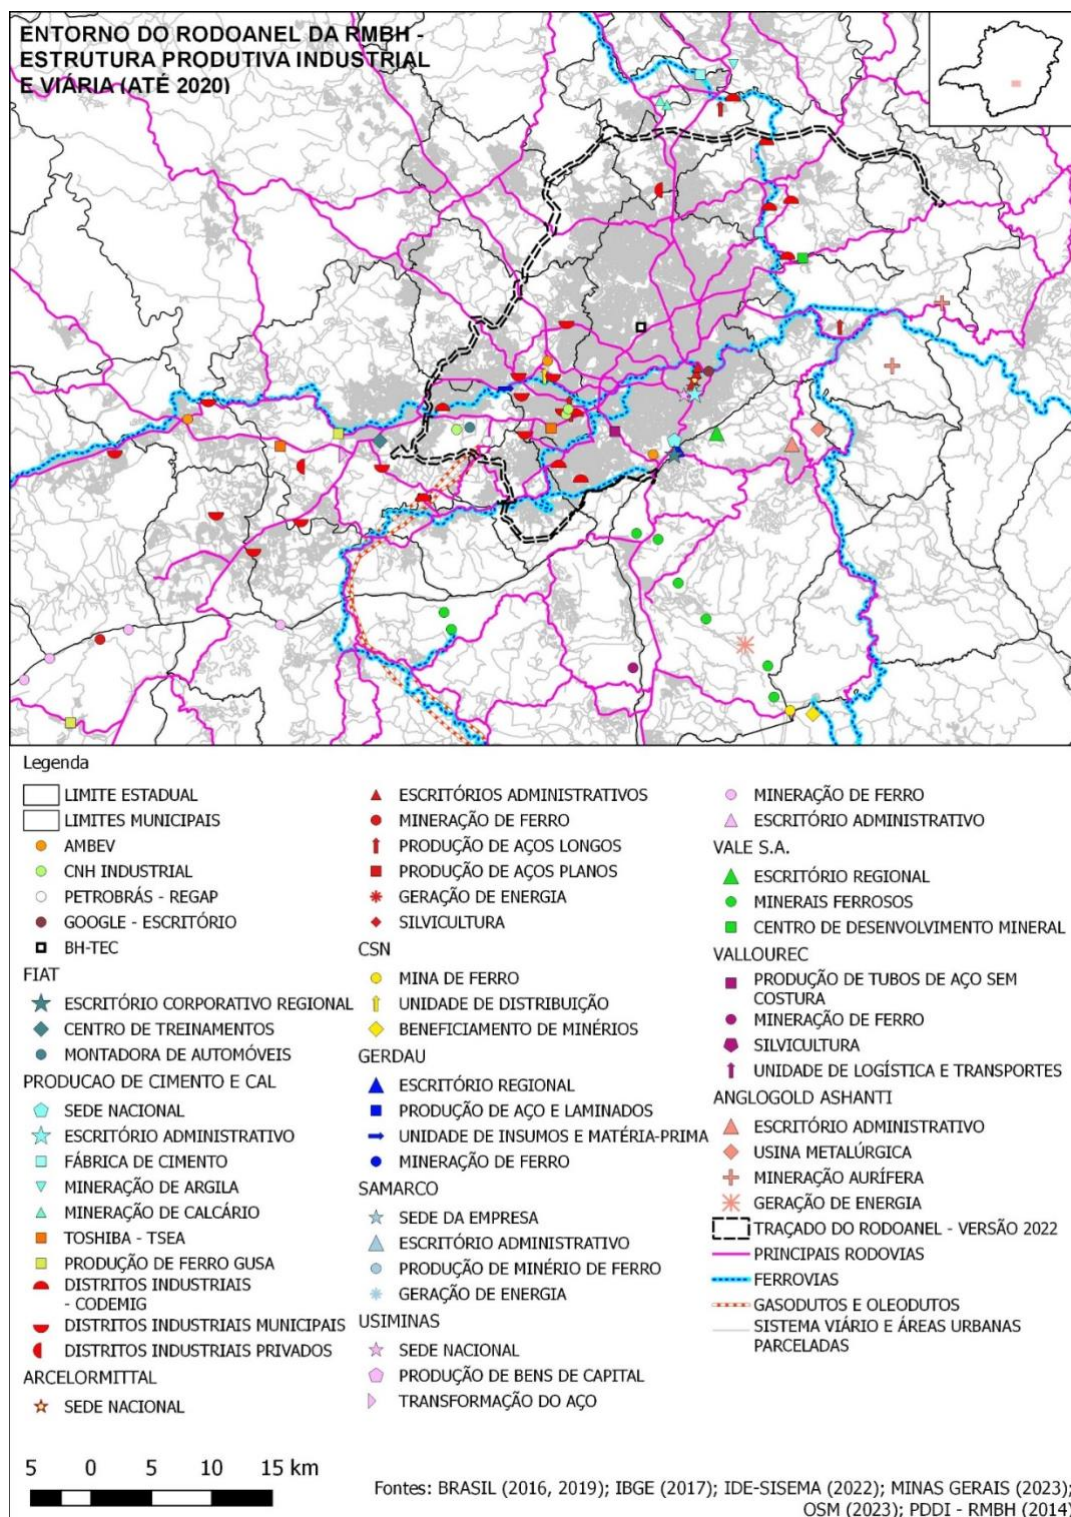 ENTORNO DO RODOANEL DA RMBH -
ESTRUTURA PRODUTIVA INDUSTRIAL
E VIÁRIA (ATÉ 2020)
Legenda
LIMITE ESTADUAL
LIMITES MUNICIPAIS
AMBEV
CNH INDUSTRIAL
PETROBRÁS - REGAP
GOOGLE - ESCRITÓRIO
BH-TEC
FIAT
ESCRITÓRIO CORPORATIVO REGIONAL
CENTRO DE TREINAMENTOS
MONTADORA DE AUTOMÓVEIS
PRODUCAO DE CIMENTO E CAL
SEDE NACIONAL
ESCRITÓRIO ADMINISTRATIVO
FÁBRICA DE CIMENTO
MINERAÇÃO DE ARGILA
MINERAÇÃO DE CALCÁRIO
TOSHIBA - TSEA
PRODUÇÃO DE FERRO GUSA
DISTRITOS INDUSTRIAIS
- CODEMIG
DISTRITOS INDUSTRIAIS MUNICIPAIS
DISTRITOS INDUSTRIAIS PRIVADOS
ARCELORMITTAL
SEDE NACIONAL
ESCRITÓRIOS ADMINISTRATIVOS
MINERAÇÃO DE FERRO
PRODUÇÃO DE AÇOS LONGOS
PRODUÇÃO DE AÇOS PLANOS
GERAÇÃO DE ENERGIA
SILVICULTURA
CSN
MINA DE FERRO
UNIDADE DE DISTRIBUIÇÃO
BENEFICIAMENTO DE MINÉRIOS
GERDAU
ESCRITÓRIO REGIONAL
PRODUÇÃO DE AÇO E LAMINADOS
UNIDADE DE INSUMOS E MATÉRIA-PRIMA
MINERAÇÃO DE FERRO
SAMARCO
SEDE DA EMPRESA
ESCRITÓRIO ADMINISTRATIVO
PRODUÇÃO DE MINÉRIO DE FERRO
GERAÇÃO DE ENERGIA
USIMINAS
SEDE NACIONAL
PRODUÇÃO DE BENS DE CAPITAL
TRANSFORMAÇÃO DO AÇO
MINERAÇÃO DE FERRO
ESCRITÓRIO ADMINISTRATIVO
VALE S.A.
ESCRITÓRIO REGIONAL
MINERAIS FERROSOS
CENTRO DE DESENVOLVIMENTO MINERAL
VALLOUREC
PRODUÇÃO DE TUBOS DE AÇO SEM
COSTURA
MINERAÇÃO DE FERRO
SILVICULTURA
UNIDADE DE LOGÍSTICA E TRANSPORTES
ANGLOGOLD ASHANTI
ESCRITÓRIO ADMINISTRATIVO
USINA METALÚRGICA
MINERAÇÃO AURÍFERA
GERAÇÃO DE ENERGIA
TRAÇADO DO RODOANEL - VERSÃO 2022
PRINCIPAIS RODOVIAS
FERROVIAS
GASODUTOS E OLEODUTOS
SISTEMA VIÁRIO E ÁREAS URBANAS
PARCELADAS
5 0 5 10 15 km
Fontes: BRASIL (2016, 2019); IBGE (2017); IDE-SISEMA (2022); MINAS GERAIS (2023);
OSM (2023); PDDI - RMBH (2014)